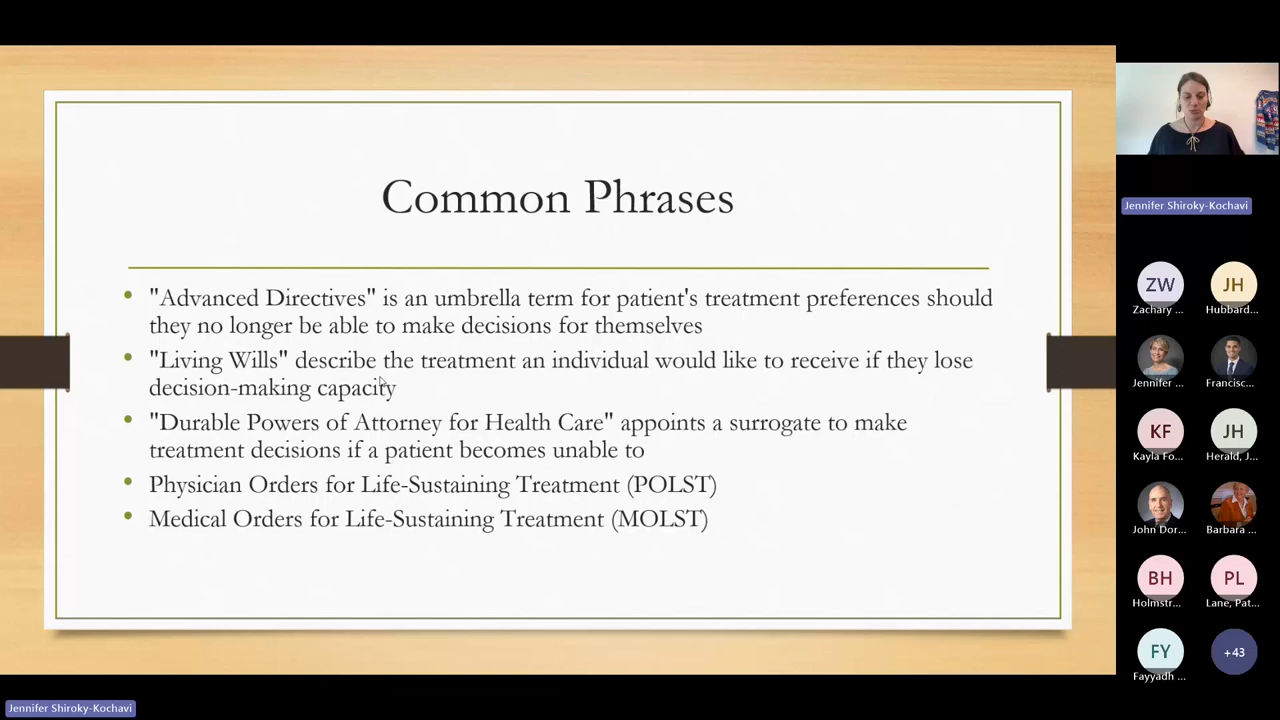 Common Phrases
"Advanced Directives" is an umbrella term for patient's treatment preferences should
they no longer be able to make decisions for themselves
"Living Wills" describe the treatment an individual would like to receive if they lose
decision-making capacity
"Durable Powers of Attorney for Health Care" appoints a surrogate to make
treatment decisions if a patient becomes unable to
Physician Orders for Life-Sustaining Treatment (POLST)
Medical Orders for Life-Sustaining Treatment (MOLST)
Jennifer Shiroky-Kochavi
ZW
JH
Zachary ...
Hubbard...
Jennifer ...
Francisc...
KF
JH
Kayla Fo...
Herald, J...
John Dor...
Barbara ...
BH
PL
Holmstr...
Lane, Pat...
FY
+43
Fayyadh ...
Jennifer Shiroky-Kochavi